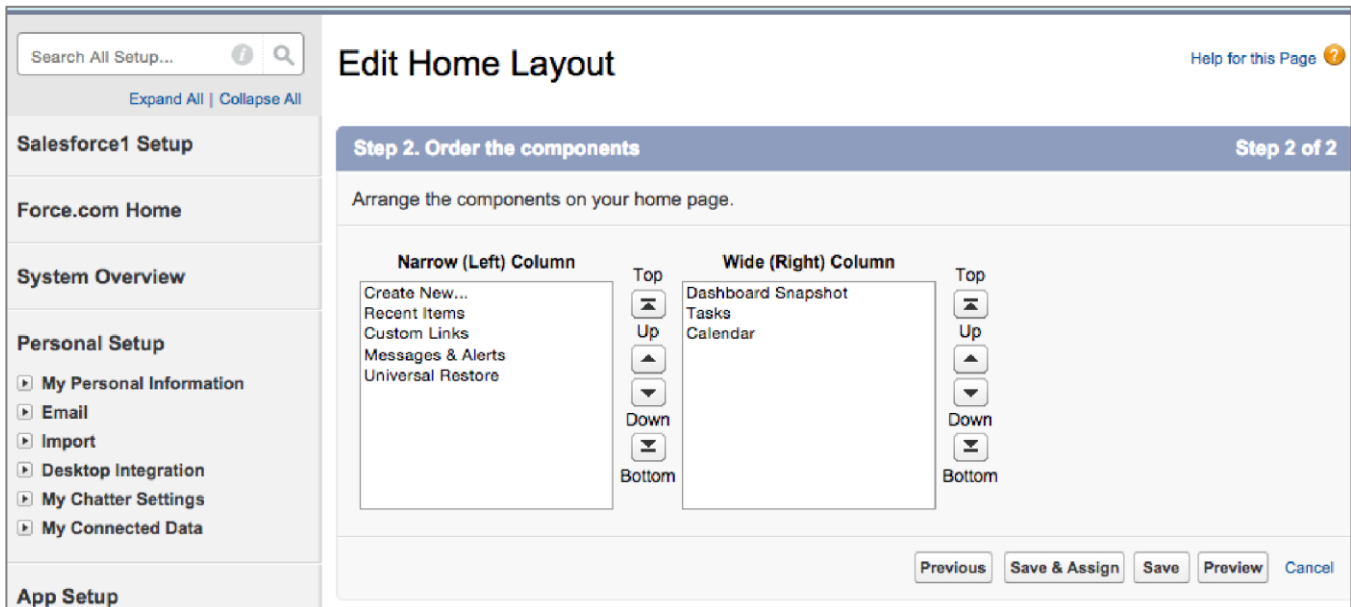 Search All Setup...
Expand All | Collapse All
Salesforce1 Setup
Force.com Home
System Overview
Personal Setup
My Personal Information
Email
Import
Desktop Integration
My Chatter Settings
My Connected Data
App Setup
Edit Home Layout
Help for this Page ?
Step 2. Order the components
Step 2 of 2
Arrange the components on your home page.
Narrow (Left) Column
Create New...
Recent Items
Custom Links
Messages & Alerts
Universal Restore
Top
Up
Down
Bottom
Wide (Right) Column
Dashboard Snapshot
Tasks
Calendar
Top
Up
Down
Bottom
Previous Save & Assign Save Preview Cancel